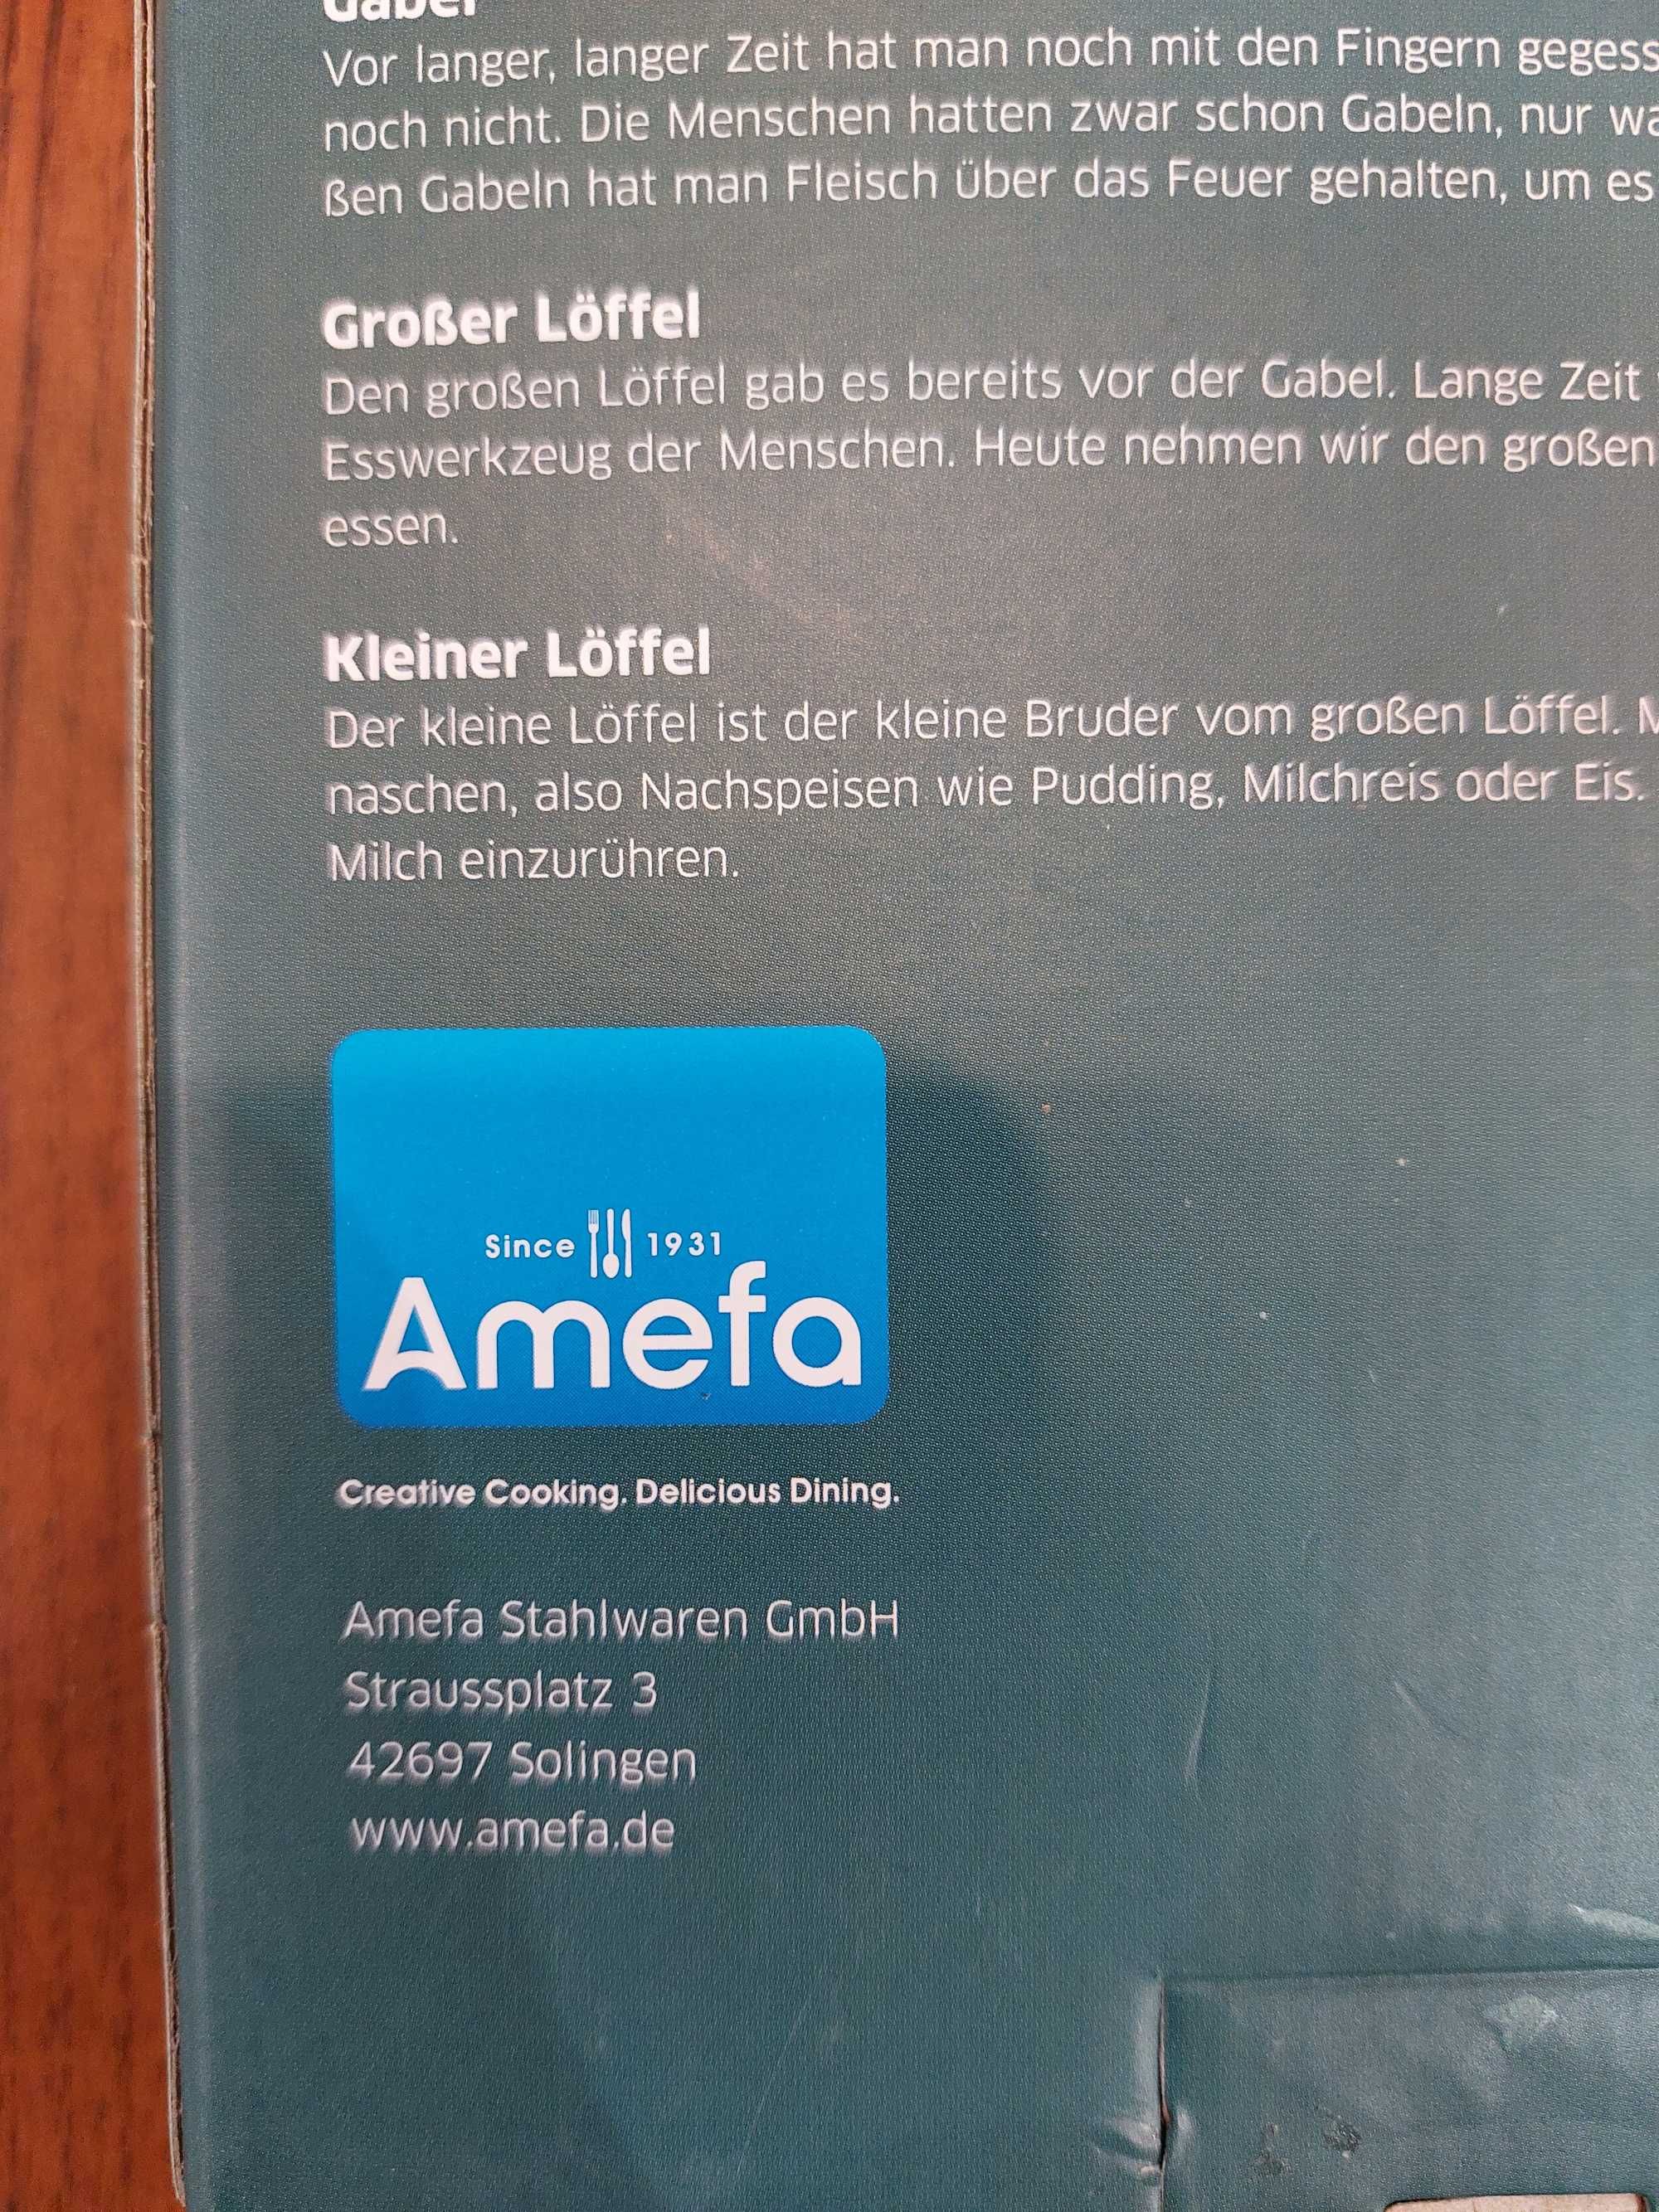 Gabel
Vor langer, langer Zeit hat man noch mit den Fingern gegess
noch nicht. Die Menschen hatten zwar schon Gabeln, nur wa
ßen Gabeln hat man Fleisch über das Feuer gehalten, um es
Großer Löffel
Den großen Löffel gab es bereits vor der Gabel. Lange Zeit
Esswerkzeug der Menschen. Heute nehmen wir den großen
essen.
Kleiner Löffel
Der kleine Löffel ist der kleine Bruder vom großen Löffel. M
naschen, also Nachspeisen wie Pudding, Milchreis oder Eis.
Milch einzurühren.
Since 1931
Amefa
Creative Cooking. Delicious Dining.
Amefa Stahlwaren GmbH
Straussplatz 3
42697 Solingen
www.amefa.de